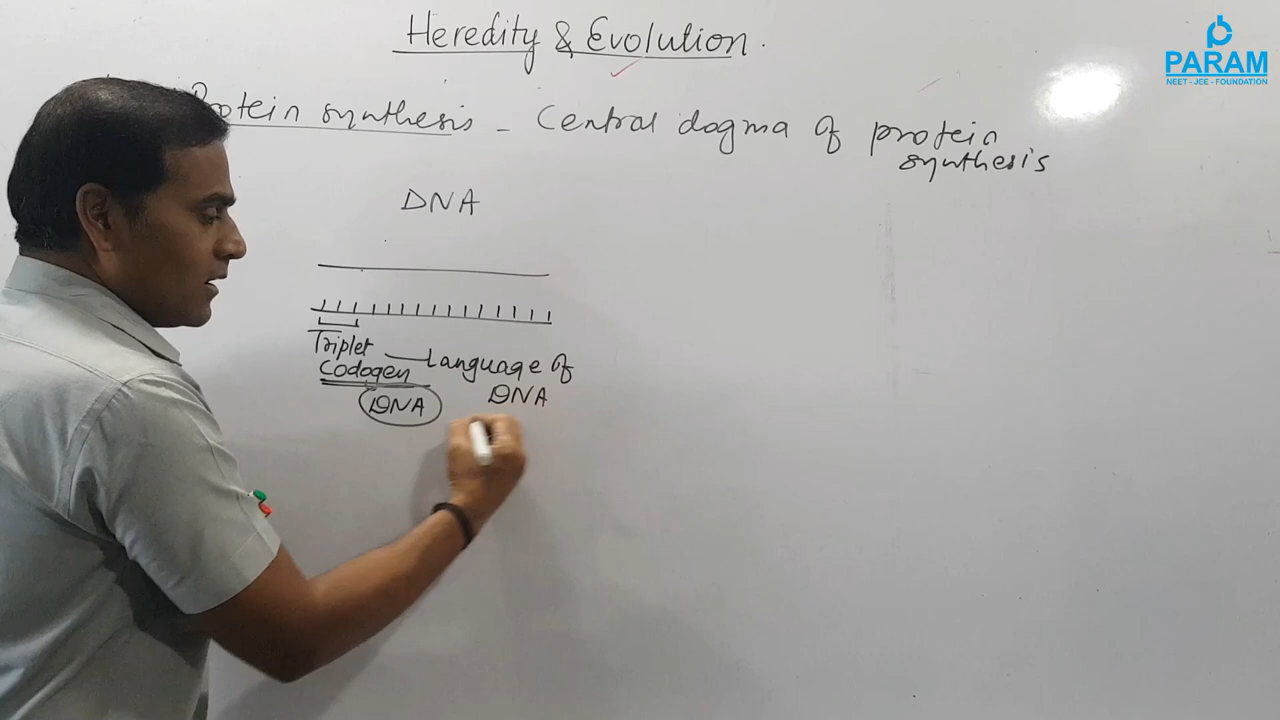 Heredity & Evolution.
PARAM
NEET - JEE - FOUNDATION
Protein synthesis - Central dogma of protein
synthesis
DNA
Triplet
Codogen — Language of
DNA
DNA